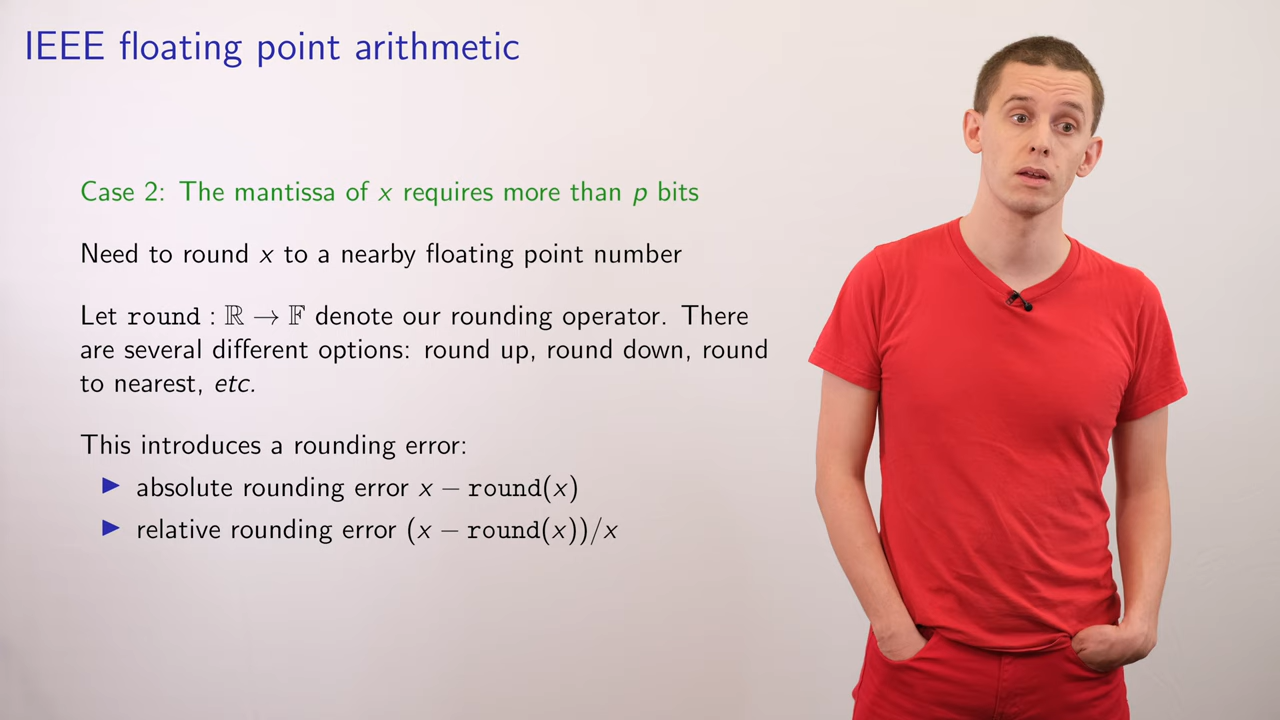 IEEE floating point arithmetic
Case 2: The mantissa of x requires more than p bits
Need to round x to a nearby floating point number
Let round : ℝ → 𝔽 denote our rounding operator. There
are several different options: round up, round down, round
to nearest, etc.
This introduces a rounding error:
▶ absolute rounding error x − round(x)
▶ relative rounding error (x − round(x))/x